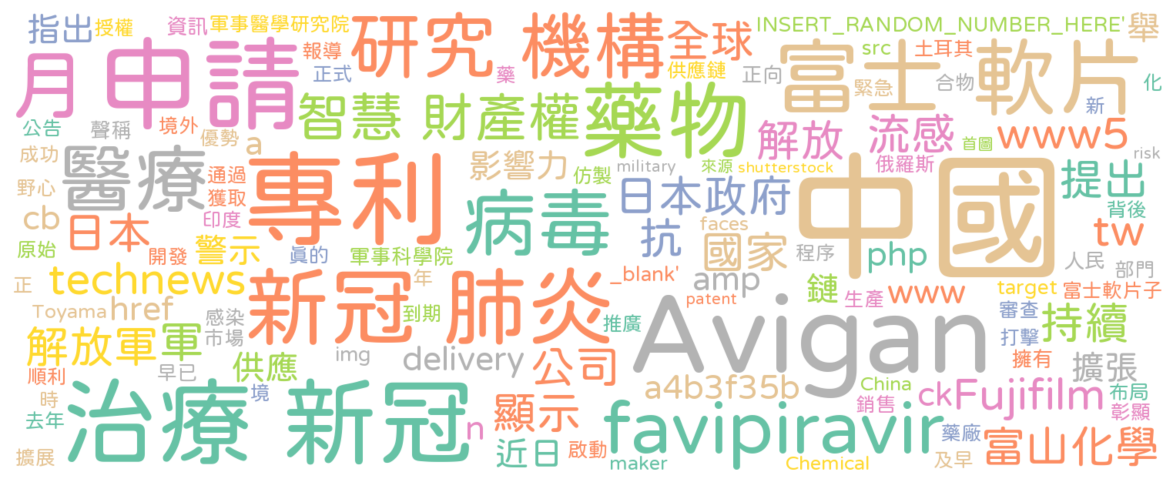 指出 授權 資訊 軍事醫學研究院 研究 機構 全球 INSERT_RANDOM_NUMBER_HERE' 舉
月 申請 報導 正式 藥 供應鏈 正向 src 土耳其
富士 軟片 緊急 合物 新 化
公告 聲稱 境外 優勢 a 智慧 財產權 藥物 解放 流感 首圖 www5
成功 醫療 通過 專利 影響力 仿製 military 來源 shutterstock 俄羅斯 risk
野心 獲取 病毒 日本政府 中國 提出
cb 日本 印度 抗 faces 背後
原始 開發 警示 眞的 軍事科學院 國家 程序 php tw
正 technews 年 _blank' amp 人民 部門
Toyama href 新冠 肺炎 patent 鏈 生產 www target 富士軟片子
解放軍 軍 感染 市場 到期 推廣 Avigan 審查 打擊 持續
順利 早已 供應 img delivery 公司 擁有 擴張
時 境 a4b3f35b China ck Fujifilm 布局
去年 治療 新冠 n 顯示 favipiravir 銷售 彰顯
擴展 近日 啟動 maker Chemical 藥廠 及早 富山化學